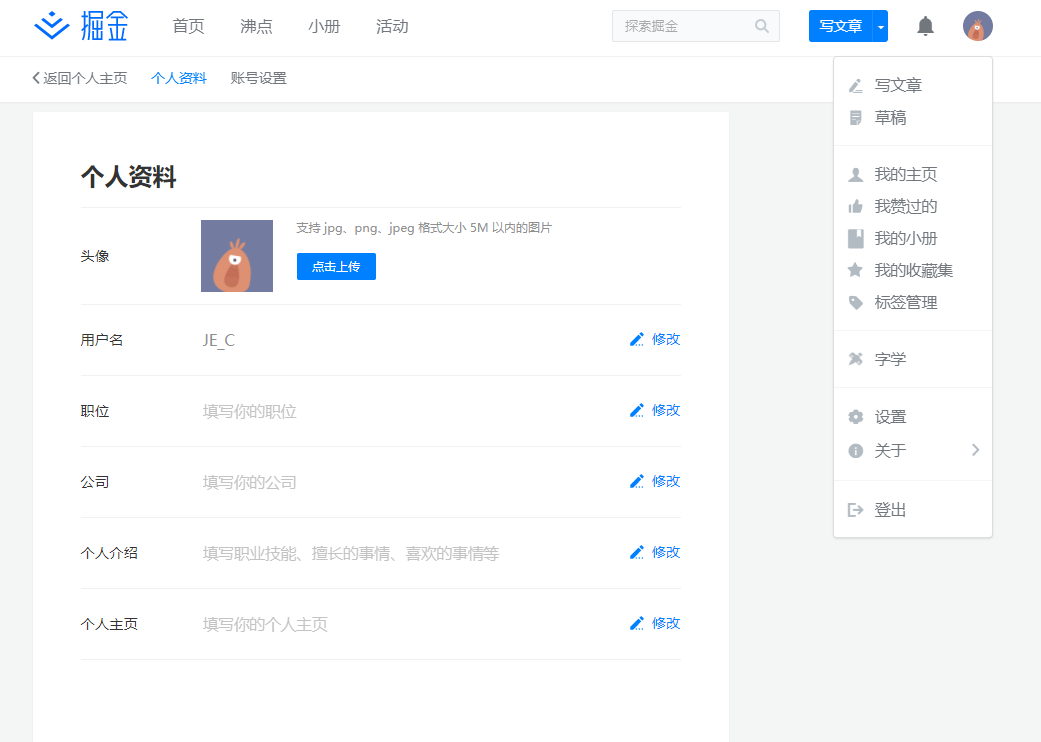 掘金 首页 沸点 小册 活动 探索掘金 写文章
返回个人主页 个人资料 账号设置
个人资料
头像
支持 jpg、png、jpeg 格式大小 5M 以内的图片
点击上传
用户名 JE_C 修改
职位 填写你的职位 修改
公司 填写你的公司 修改
个人介绍 填写职业技能、擅长的事情、喜欢的事情等 修改
个人主页 填写你的个人主页 修改
写文章
草稿
我的主页
我赞过的
我的小册
我的收藏集
标签管理
字学
设置
关于
登出